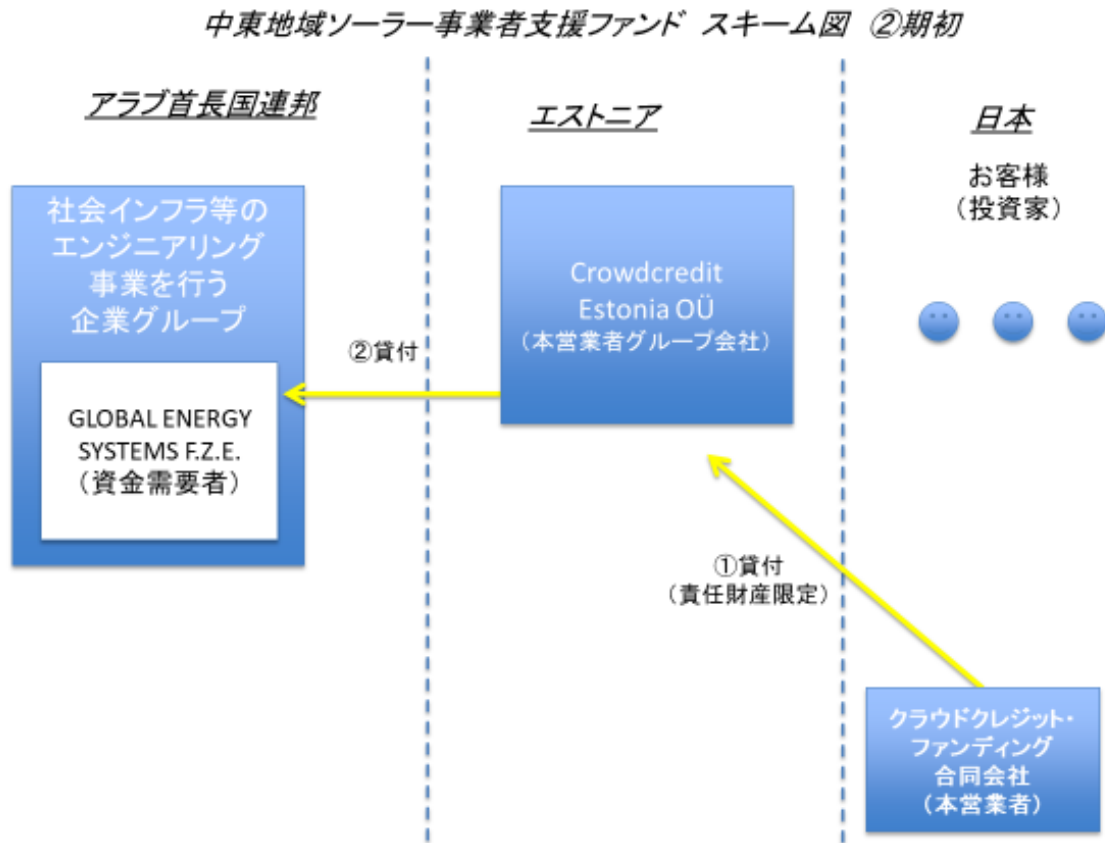 中東地域ソーラー事業者支援ファンド スキーム図 ②期初
アラブ首長国連邦
エストニア
日本
お客様
（投資家）
社会インフラ等の
エンジニアリング
事業を行う
企業グループ
GLOBAL ENERGY
SYSTEMS F.Z.E.
（資金需要者）
②貸付
Crowdcredit
Estonia OÜ
（本営業者グループ会社）
①貸付
（責任財産限定）
クラウドクレジット・
ファンディング
合同会社
（本営業者）